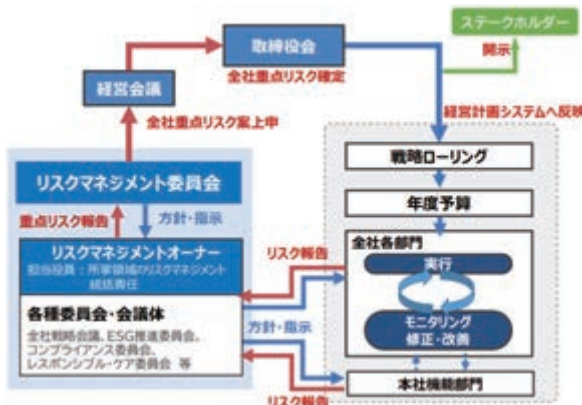 ステークホルダー
取締役会
開示
全社重点リスク確定
経営会議
経営計画システムへ反映
全社重点リスク案上申
戦略ローリング
リスクマネジメント委員会
年度予算
重点リスク報告
方針・指示
全社各部門
リスクマネジメントオーナー
担当役員：所掌領域のリスクマネジメント
統括責任
リスク報告
実行
各種委員会・会議体
全社戦略会議、ESG推進委員会、
コンプライアンス委員会、
レスポンシブル・ケア委員会 等
方針・指示
モニタリング
修正・改善
本社機能部門
リスク報告